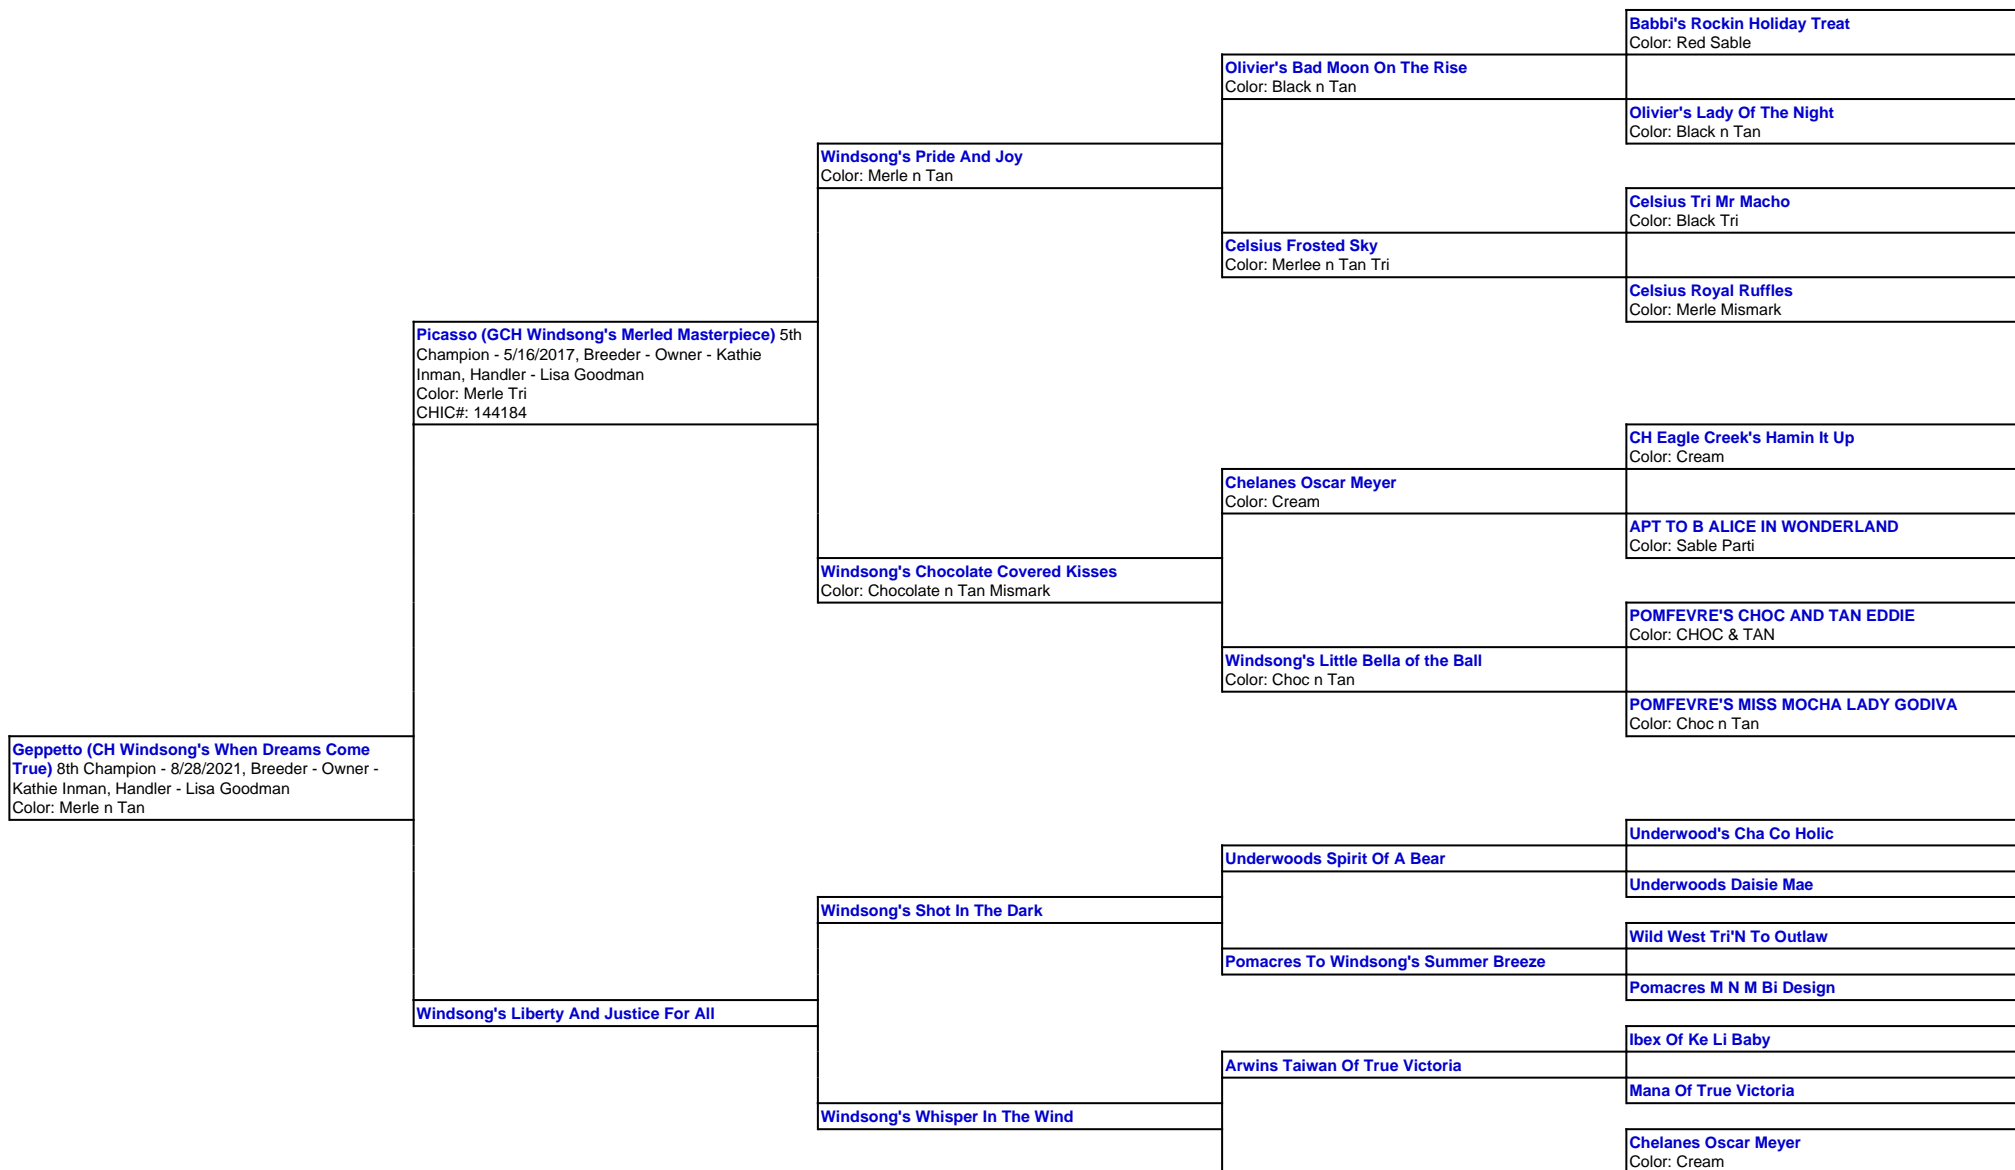 Babbi's Rockin Holiday Treat
Color: Red Sable
Olivier's Bad Moon On The Rise
Color: Black n Tan
Olivier's Lady Of The Night
Color: Black n Tan
Windsong's Pride And Joy
Color: Merle n Tan
Celsius Tri Mr Macho
Color: Black Tri
Celsius Frosted Sky
Color: Merlee n Tan Tri
Celsius Royal Ruffles
Color: Merle Mismark
Picasso (GCH Windsong's Merled Masterpiece) 5th
Champion - 5/16/2017, Breeder - Owner - Kathie
Inman, Handler - Lisa Goodman
Color: Merle Tri
CHIC#: 144184
CH Eagle Creek's Hamin It Up
Color: Cream
Chelanes Oscar Meyer
Color: Cream
APT TO B ALICE IN WONDERLAND
Color: Sable Parti
Windsong's Chocolate Covered Kisses
Color: Chocolate n Tan Mismark
POMFEVRE'S CHOC AND TAN EDDIE
Color: CHOC & TAN
Windsong's Little Bella of the Ball
Color: Choc n Tan
POMFEVRE'S MISS MOCHA LADY GODIVA
Color: Choc n Tan
Geppetto (CH Windsong's When Dreams Come
True) 8th Champion - 8/28/2021, Breeder - Owner -
Kathie Inman, Handler - Lisa Goodman
Color: Merle n Tan
Underwood's Cha Co Holic
Underwoods Spirit Of A Bear
Underwoods Daisie Mae
Windsong's Shot In The Dark
Wild West Tri'N To Outlaw
Pomacres To Windsong's Summer Breeze
Pomacres M N M Bi Design
Windsong's Liberty And Justice For All
Ibex Of Ke Li Baby
Arwins Taiwan Of True Victoria
Mana Of True Victoria
Windsong's Whisper In The Wind
Chelanes Oscar Meyer
Color: Cream